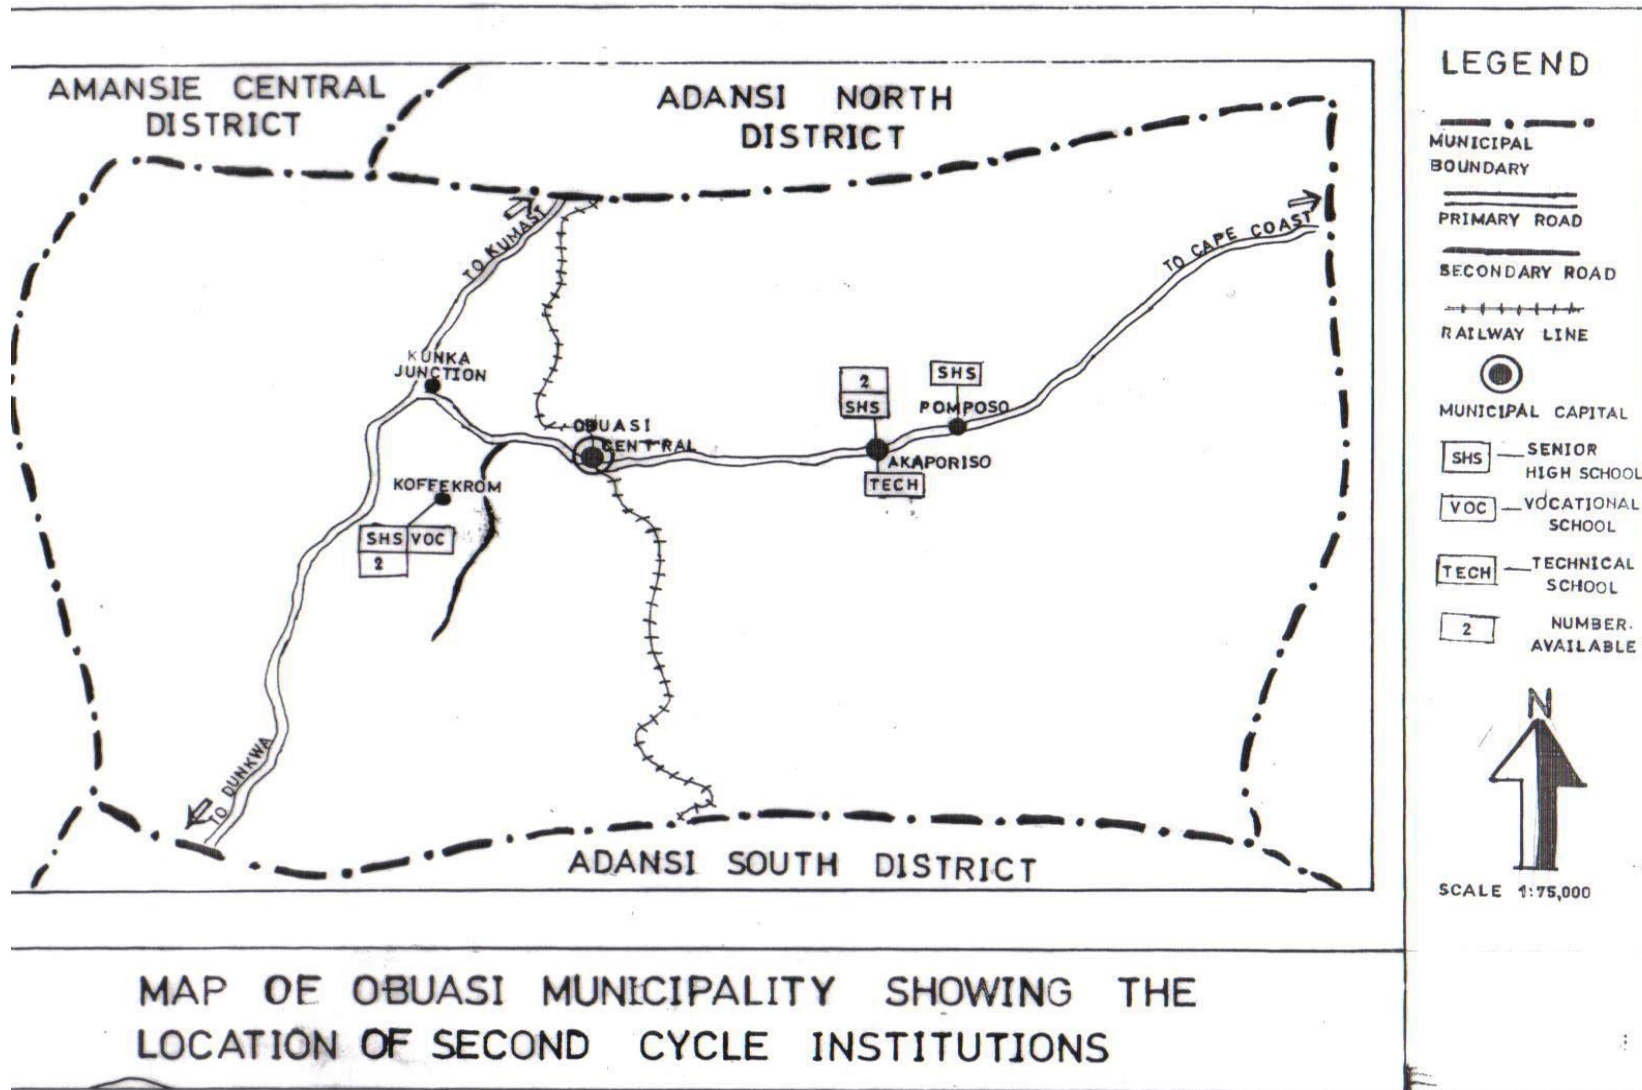 AMANSIE CENTRAL
DISTRICT
ADANSI NORTH
DISTRICT
TO KUMASI
TO CAPE COAST
KUNKA
JUNCTION
OBUASI
CENTRAL
2
SHS
SHS
POMPOSO
AKAPORISO
TECH
KOFFEKROM
SHS VOC
2
TO DUNKWA
ADANSI SOUTH DISTRICT
MAP OF OBUASI MUNICIPALITY SHOWING THE
LOCATION OF SECOND CYCLE INSTITUTIONS
LEGEND
MUNICIPAL
BOUNDARY
PRIMARY ROAD
SECONDARY ROAD
RAILWAY LINE
MUNICIPAL CAPITAL
SHS — SENIOR
HIGH SCHOOL
VOC — VOCATIONAL
SCHOOL
TECH — TECHNICAL
SCHOOL
2 NUMBER.
AVAILABLE
N
SCALE 1:75,000